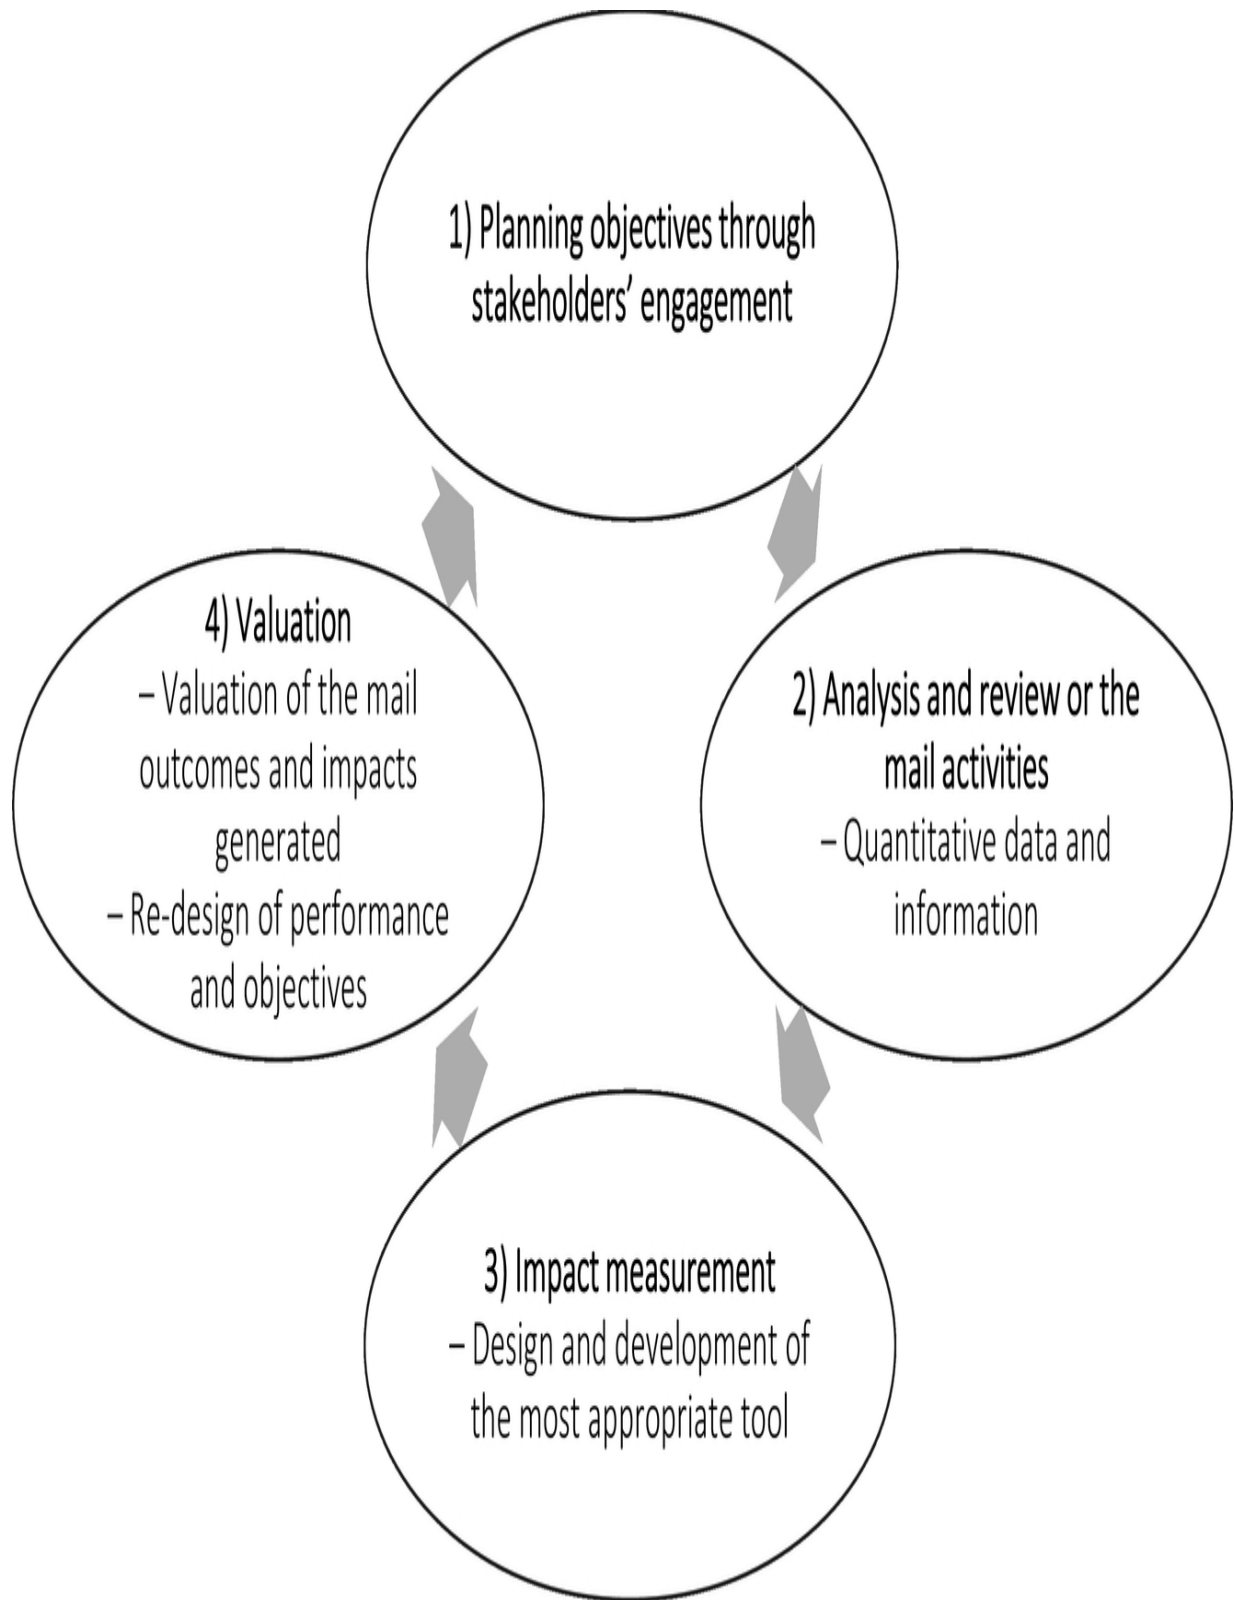 1) Planning objectives through
stakeholders’ engagement
2) Analysis and review or the
mail activities
– Quantitative data and
information
3) Impact measurement
– Design and development of
the most appropriate tool
4) Valuation
– Valuation of the mail
outcomes and impacts
generated
– Re-design of performance
and objectives